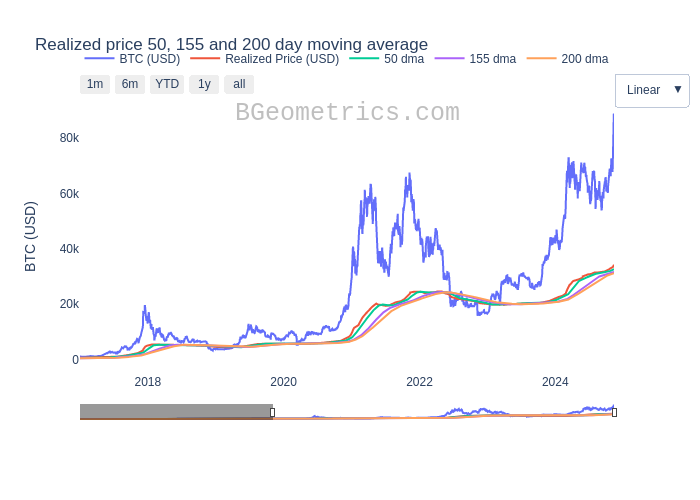 Realized price 50, 155 and 200 day moving average
BTC (USD) Realized Price (USD) 50 dma 155 dma 200 dma
1m 6m YTD 1y all Linear ▼
BGeometrics.com
80k
60k
40k
20k
0
BTC (USD)
2018 2020 2022 2024